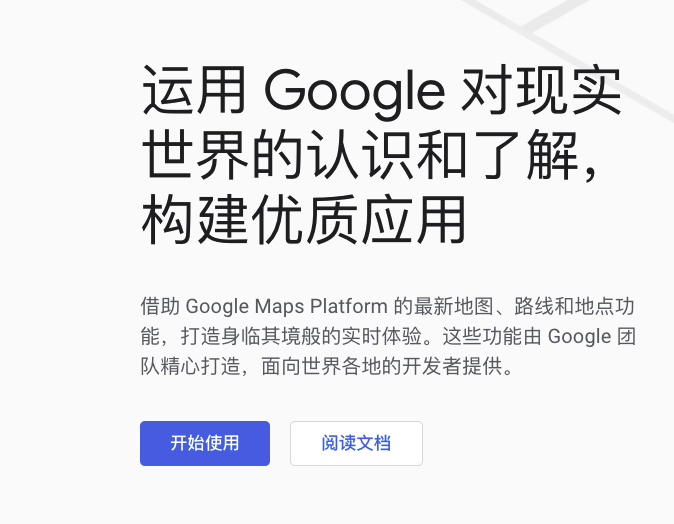 运用 Google 对现实
世界的认识和了解，
构建优质应用
借助 Google Maps Platform 的最新地图、路线和地点功
能，打造身临其境般的实时体验。这些功能由 Google 团
队精心打造，面向世界各地的开发者提供。
开始使用
阅读文档